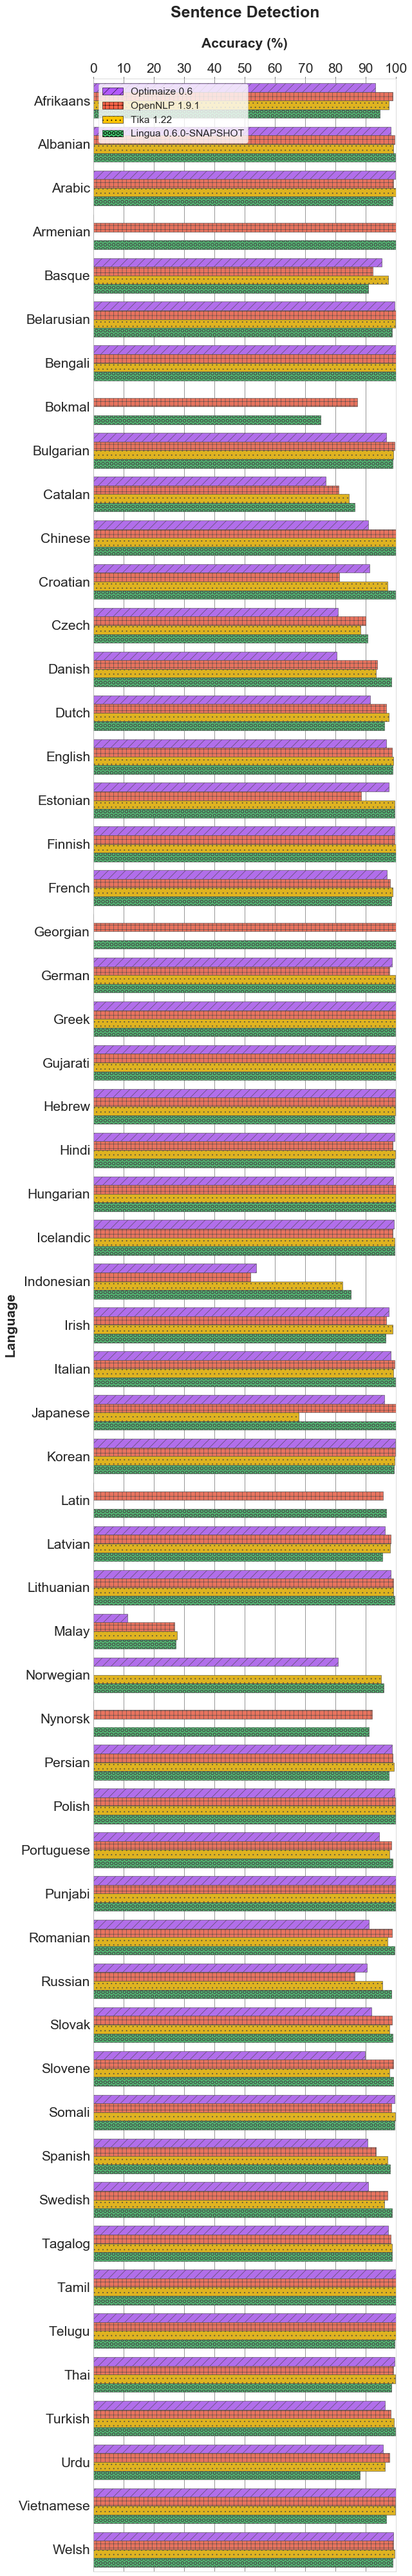 Sentence Detection
Accuracy (%)
0 10 20 30 40 50 60 70 80 90 100
Optimaize 0.6
OpenNLP 1.9.1
Tika 1.22
Lingua 0.6.0-SNAPSHOT
Afrikaans
Albanian
Arabic
Armenian
Basque
Belarusian
Bengali
Bokmal
Bulgarian
Catalan
Chinese
Croatian
Czech
Danish
Dutch
English
Estonian
Finnish
French
Georgian
German
Greek
Gujarati
Hebrew
Hindi
Hungarian
Icelandic
Indonesian
Irish
Language
Italian
Japanese
Korean
Latin
Latvian
Lithuanian
Malay
Norwegian
Nynorsk
Persian
Polish
Portuguese
Punjabi
Romanian
Russian
Slovak
Slovene
Somali
Spanish
Swedish
Tagalog
Tamil
Telugu
Thai
Turkish
Urdu
Vietnamese
Welsh